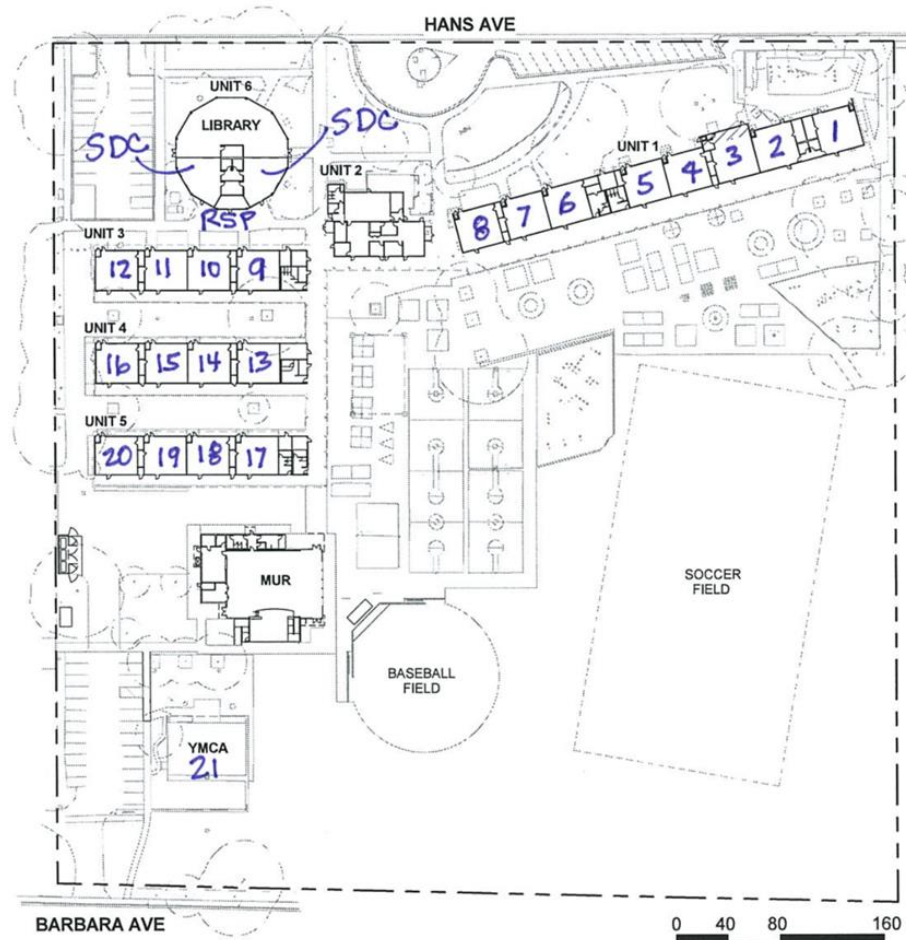 HANS AVE
UNIT 6
LIBRARY
SDC
SDC
RSP
UNIT 1
1
2
3
4
5
6
7
8
UNIT 2
UNIT 3
12 11 10 9
UNIT 4
16 15 14 13
UNIT 5
20 19 18 17
MUR
SOCCER
FIELD
BASEBALL
FIELD
YMCA
21
BARBARA AVE
0 40 80 160